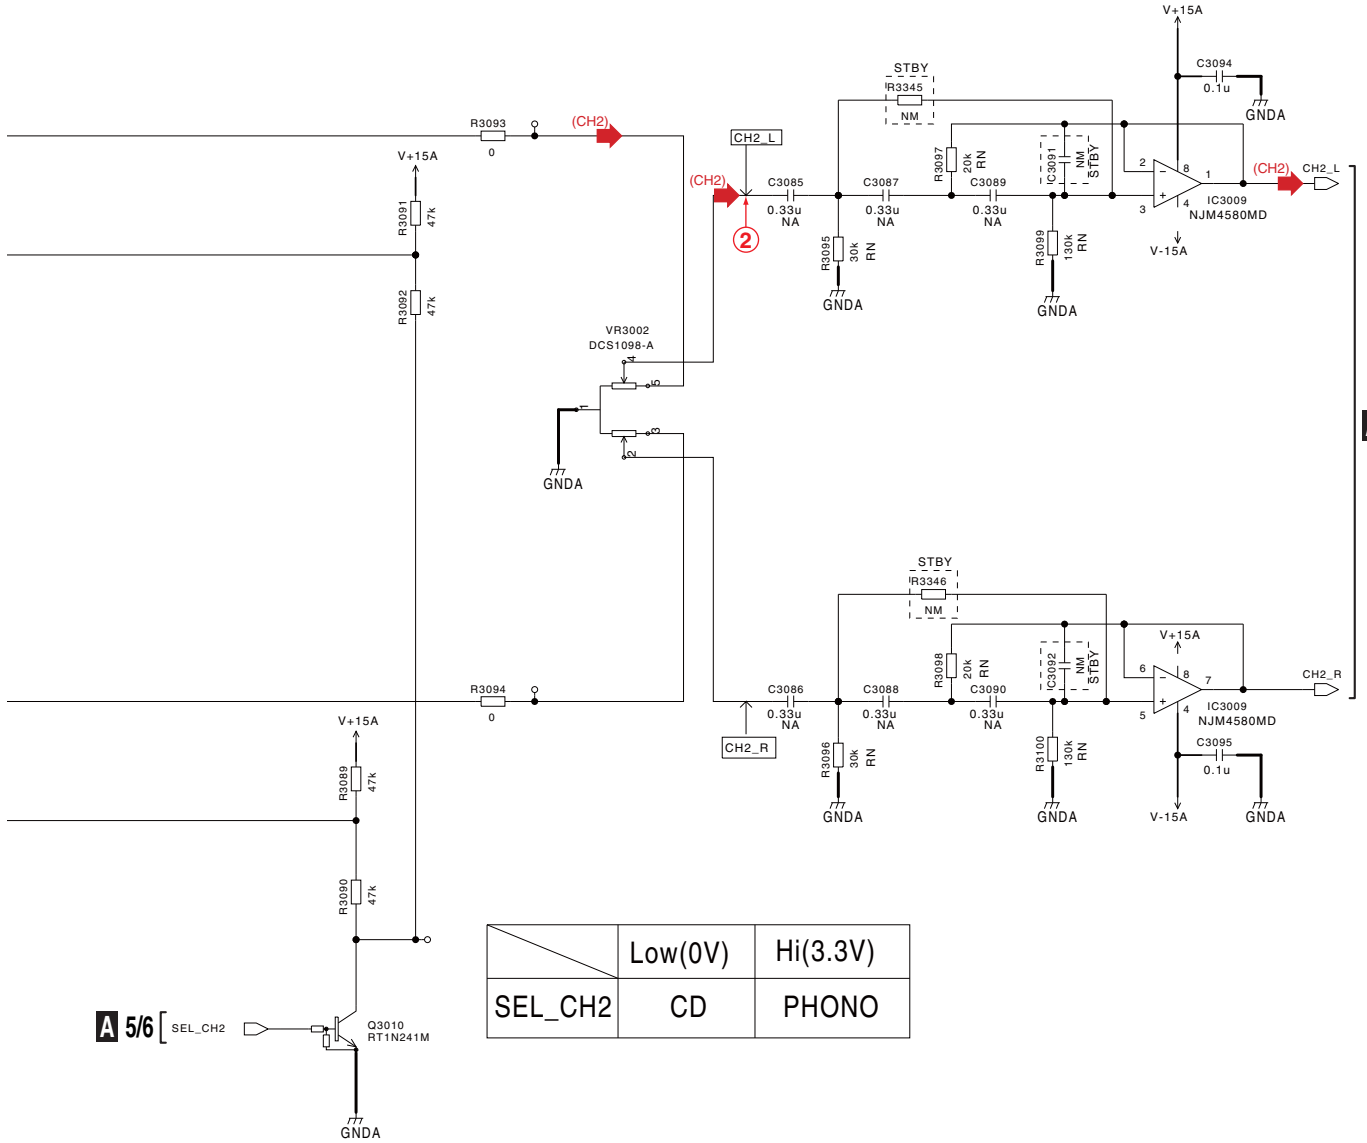 V+15A
STBY
R3345
NM
C3094
0.1u
GNDA
R3093
0
(CH2)
CH2_L
V+15A
R3091
47k
(CH2)
C3085
0.33u
NA
C3087
0.33u
NA
R3097
20k
RN
C3089
0.33u
NA
C3091
NM
STBY
2
3
8
4
1
IC3009
NJM4580MD
V-15A
(CH2)
CH2_L
2
R3095
30k
RN
GNDA
R3099
130k
RN
GNDA
R3092
47k
VR3002
DCS1098-A
4
5
1
3
2
GNDA
STBY
R3346
NM
R3094
0
C3086
0.33u
NA
C3088
0.33u
NA
R3098
20k
RN
C3090
0.33u
NA
C3092
NM
STBY
V+15A
6
5
8
4
7
IC3009
NJM4580MD
CH2_R
CH2_R
R3096
30k
RN
GNDA
R3100
130k
RN
GNDA
C3095
0.1u
V-15A
GNDA
V+15A
R3089
47k
R3090
47k
Low(0V) Hi(3.3V)
SEL_CH2 CD PHONO
A 5/6 SEL_CH2
Q3010
RT1N241M
GNDA